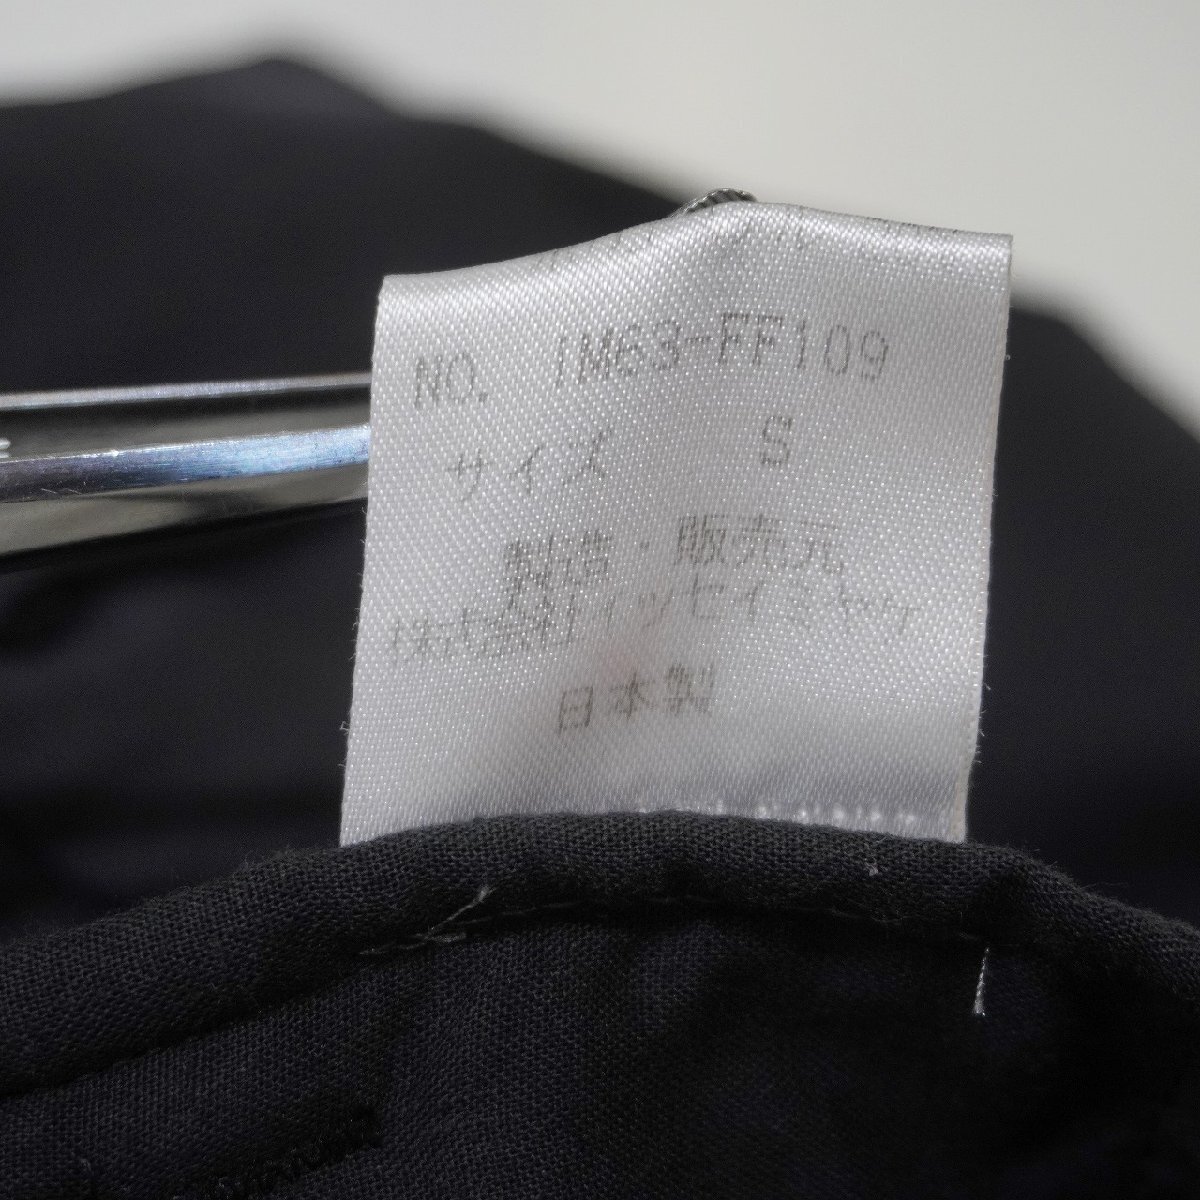 NO. IM63-FF109
サイズ S
製造・販売元
株式会社イッセイミヤケ
日本製